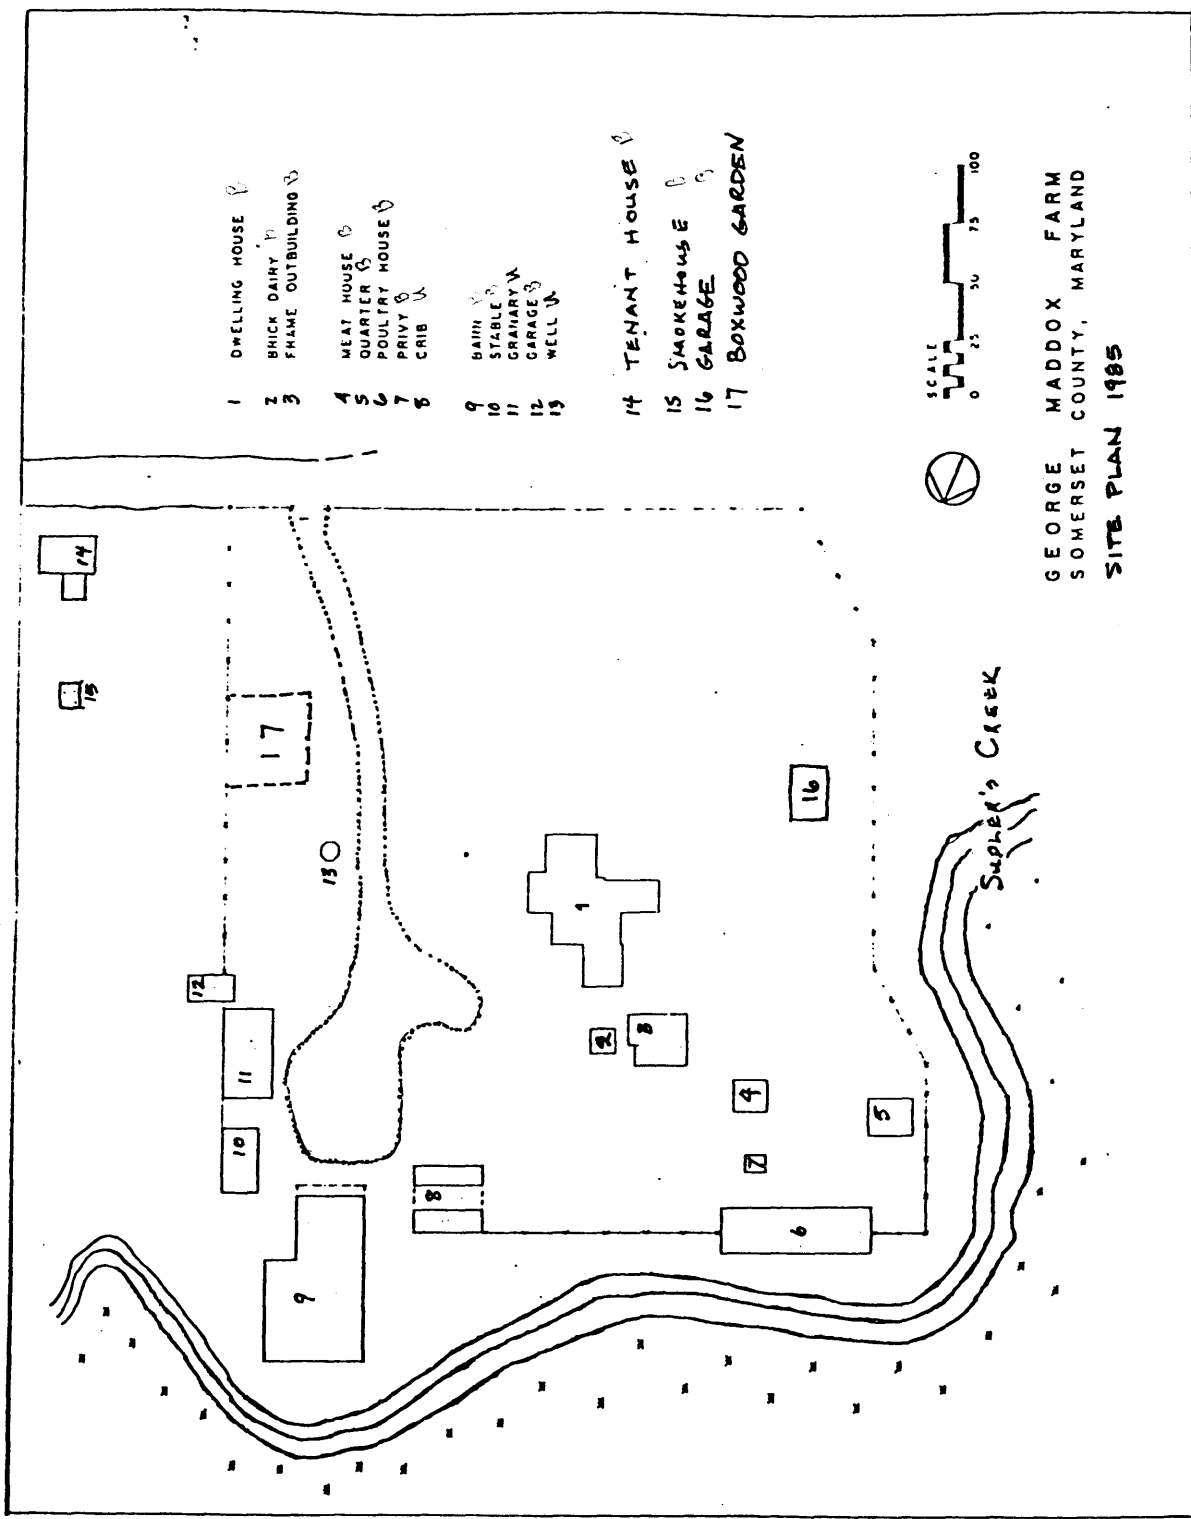 1 DWELLING HOUSE B
2 BRICK DAIRY B
3 FRAME OUTBUILDING B
4 MEAT HOUSE B
5 QUARTER B
6 POULTRY HOUSE B
7 PRIVY B
8 CRIB U
9 BARN B
10 STABLE B
11 GRANARY U
12 GARAGE B
13 WELL U
14 TENANT HOUSE B
15 SMOKEHOUSE B
16 GARAGE B
17 BOXWOOD GARDEN
SCALE
0 25 50 75 100
GEORGE MADDOX FARM
SOMERSET COUNTY, MARYLAND
SITE PLAN 1985
14
15
17
13
12
11
10
9
8
1
2
3
4
7
6
5
16
CREEK